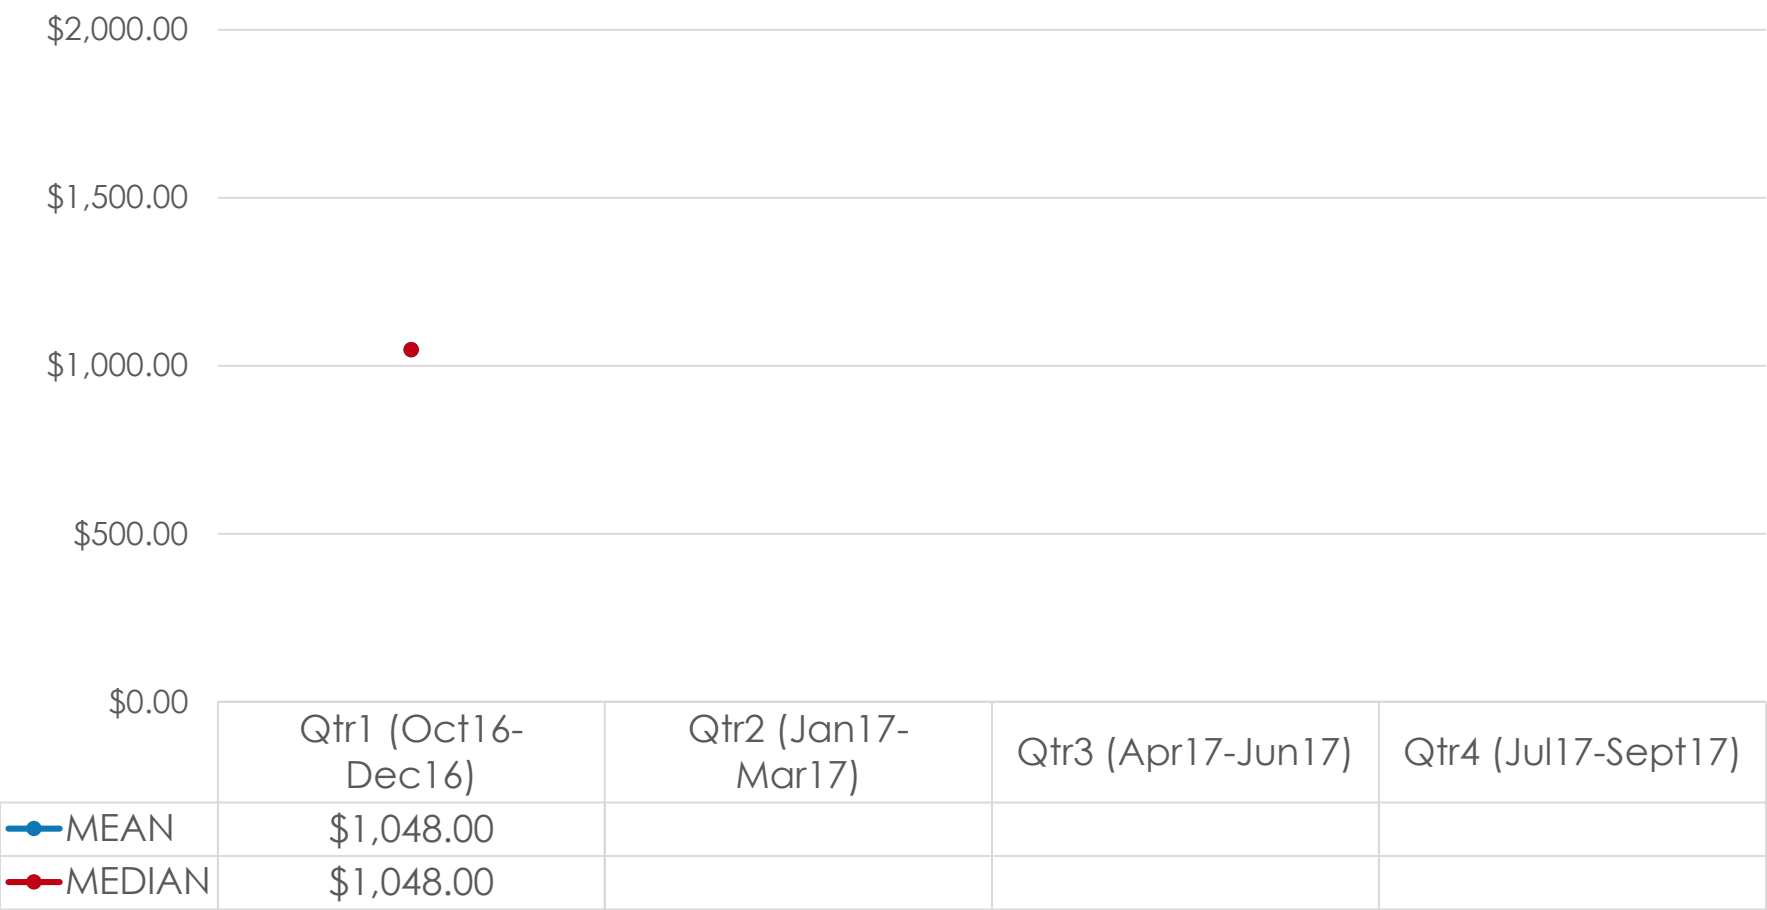 $2,000.00
$1,500.00
$1,000.00
$500.00
$0.00
Qtr1 (Oct16-
Dec16)
Qtr2 (Jan17-
Mar17)
Qtr3 (Apr17-Jun17)
Qtr4 (Jul17-Sept17)
MEAN $1,048.00
MEDIAN $1,048.00